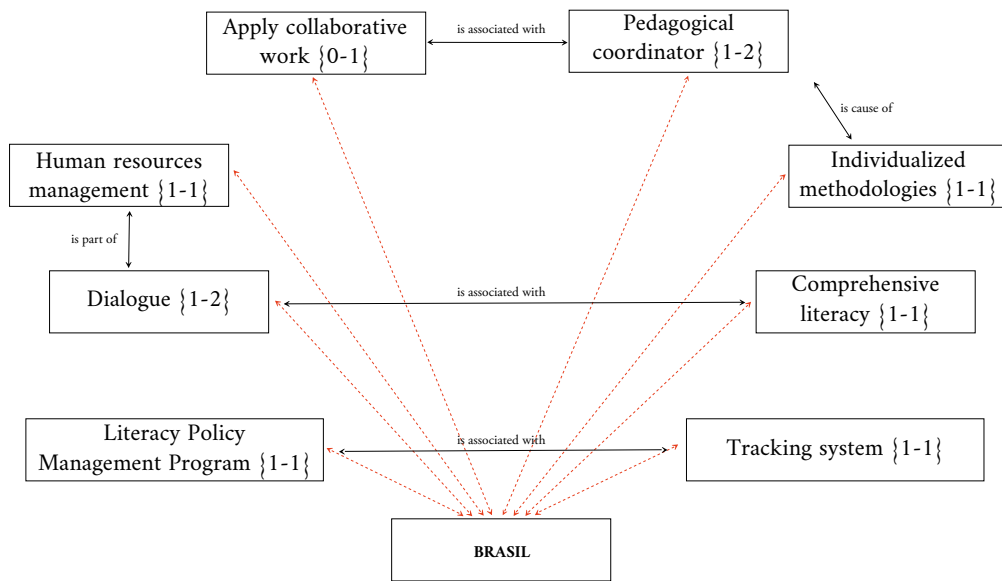 Apply collaborative
work {0-1{
is associated with
Pedagogical
coordinator {1-2{
is cause of
Human resources
management {1-1{
Individualized
methodologies {1-1{
is part of
Dialogue {1-2{
is associated with
Comprehensive
literacy {1-1{
Literacy Policy
Management Program {1-1{
is associated with
Tracking system {1-1{
BRASIL